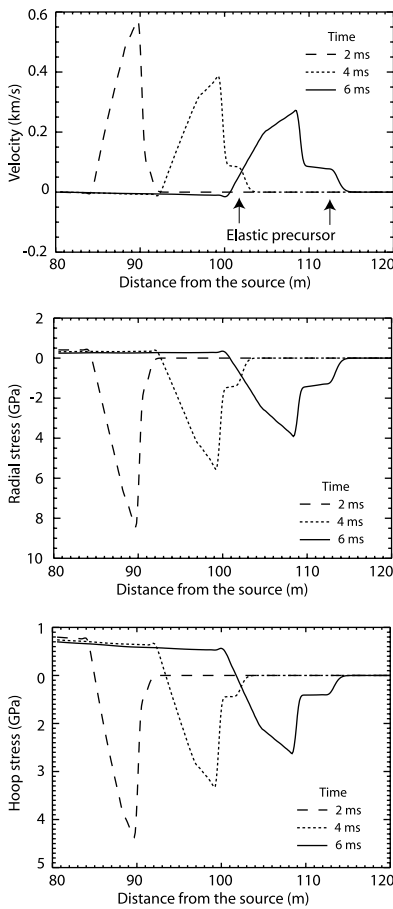 0.6
0.4
0.2
0
-0.2
Velocity (km/s)
Time
2 ms
4 ms
6 ms
Elastic precursor
80 90 100 110 120
Distance from the source (m)
2
0
-2
4
6
8
10
Radial stress (GPa)
Time
2 ms
4 ms
6 ms
80 90 100 110 120
Distance from the source (m)
1
0
1
2
3
4
5
Hoop stress (GPa)
Time
2 ms
4 ms
6 ms
80 90 100 110 120
Distance from the source (m)